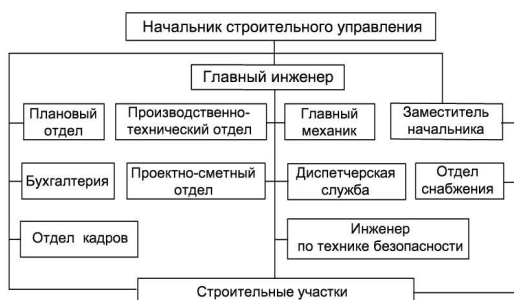 Начальник строительного управления
Главный инженер
Плановый
отдел
Производственно-
технический отдел
Главный
механик
Заместитель
начальника
Бухгалтерия
Проектно-сметный
отдел
Диспетчерская
служба
Отдел
снабжения
Отдел кадров
Инженер
по технике безопасности
Строительные участки